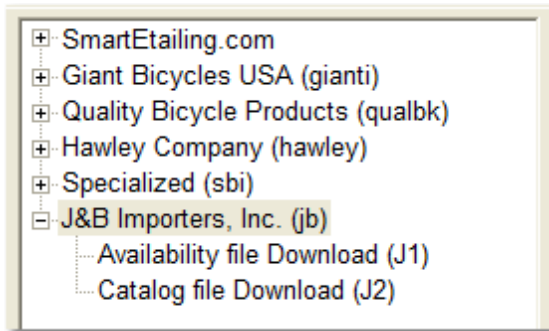 SmartEtailing.com
Giant Bicycles USA (gianti)
Quality Bicycle Products (qualbk)
Hawley Company (hawley)
Specialized (sbi)
J&B Importers, Inc. (jb)
Availability file Download (J1)
Catalog file Download (J2)